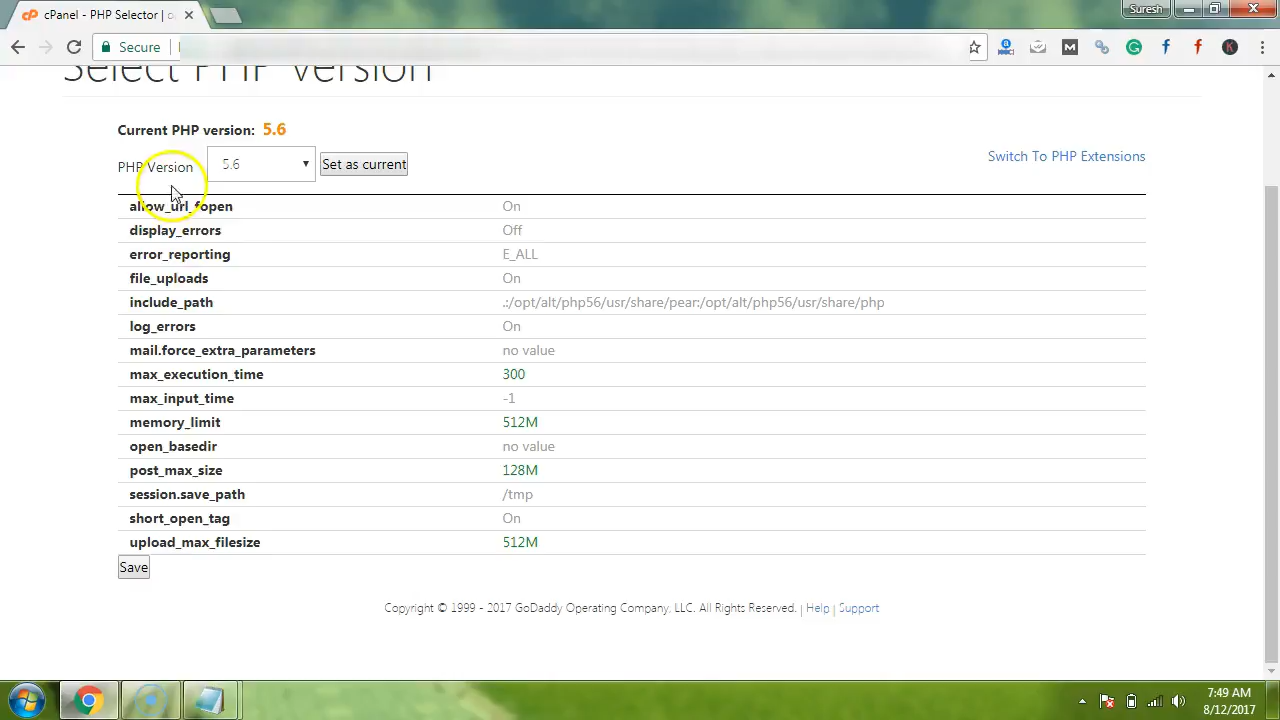 cPanel - PHP Selector |
Suresh
Secure
Select PHP Version
Current PHP version: 5.6
PHP Version 5.6 Set as current
Switch To PHP Extensions
allow_url_fopen On
display_errors Off
error_reporting E_ALL
file_uploads On
include_path .:/opt/alt/php56/usr/share/pear:/opt/alt/php56/usr/share/php
log_errors On
mail.force_extra_parameters no value
max_execution_time 300
max_input_time -1
memory_limit 512M
open_basedir no value
post_max_size 128M
session.save_path /tmp
short_open_tag On
upload_max_filesize 512M
Save
Copyright © 1999 - 2017 GoDaddy Operating Company, LLC. All Rights Reserved. | Help | Support
7:49 AM
8/12/2017